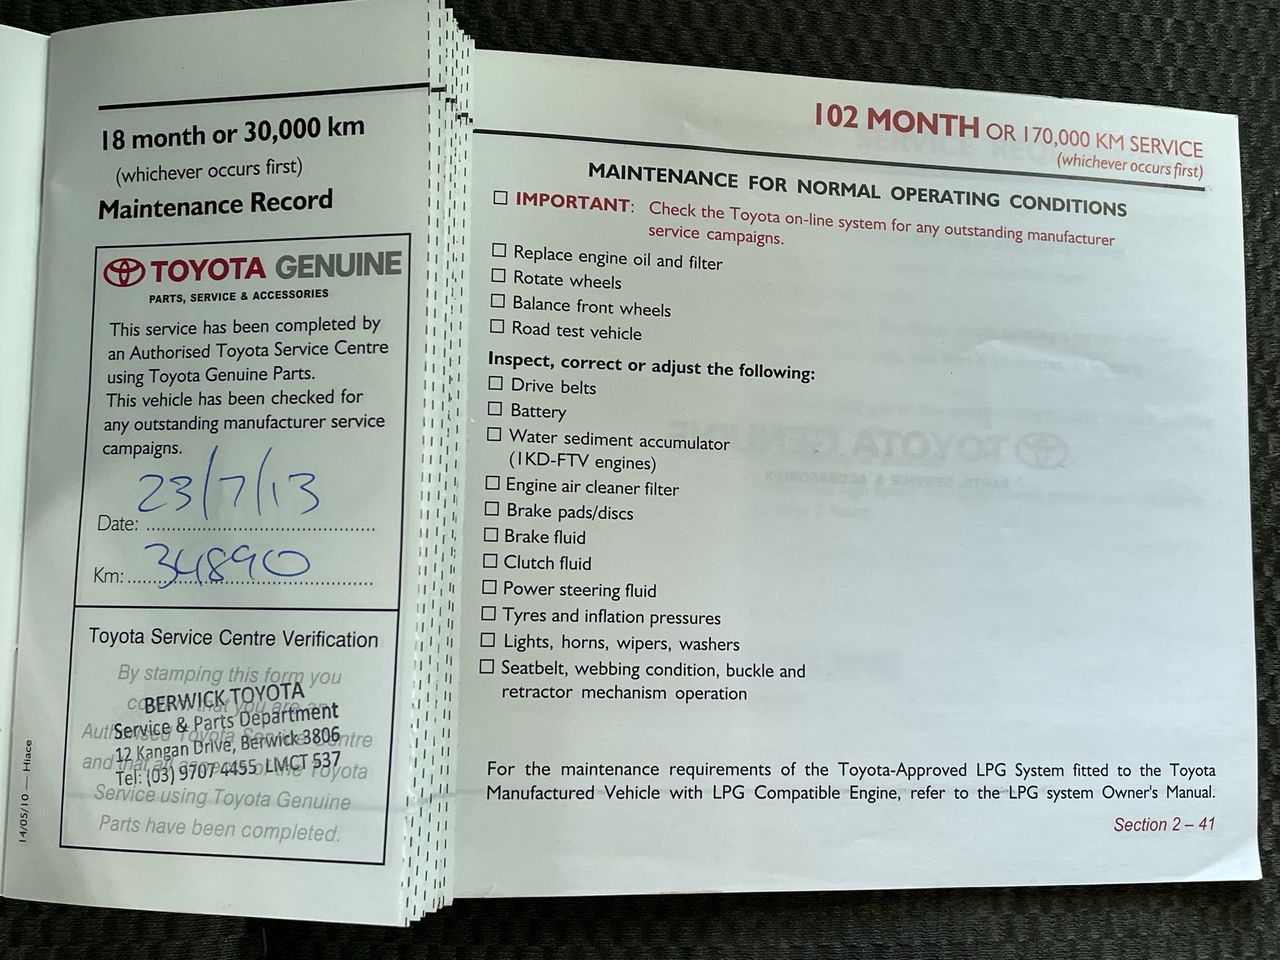 18 month or 30,000 km
(whichever occurs first)
Maintenance Record
TOYOTA GENUINE
PARTS, SERVICE & ACCESSORIES
This service has been completed by
an Authorised Toyota Service Centre
using Toyota Genuine Parts.
This vehicle has been checked for
any outstanding manufacturer service
campaigns.
Date: 23/7/13
Km: 34890
Toyota Service Centre Verification
By stamping this form you
BERWICK TOYOTA
Service & Parts Department
12 Kangan Drive, Berwick 3806
Tel: (03) 9707 4455 LMCT 537
Service using Toyota Genuine
Parts have been completed.
14/05/10 — Hiace
102 MONTH OR 170,000 KM SERVICE
(whichever occurs first)
MAINTENANCE FOR NORMAL OPERATING CONDITIONS
☐ IMPORTANT: Check the Toyota on-line system for any outstanding manufacturer
service campaigns.
☐ Replace engine oil and filter
☐ Rotate wheels
☐ Balance front wheels
☐ Road test vehicle
Inspect, correct or adjust the following:
☐ Drive belts
☐ Battery
☐ Water sediment accumulator
(1KD-FTV engines)
☐ Engine air cleaner filter
☐ Brake pads/discs
☐ Brake fluid
☐ Clutch fluid
☐ Power steering fluid
☐ Tyres and inflation pressures
☐ Lights, horns, wipers, washers
☐ Seatbelt, webbing condition, buckle and
retractor mechanism operation
For the maintenance requirements of the Toyota-Approved LPG System fitted to the Toyota
Manufactured Vehicle with LPG Compatible Engine, refer to the LPG system Owner's Manual.
Section 2 – 41